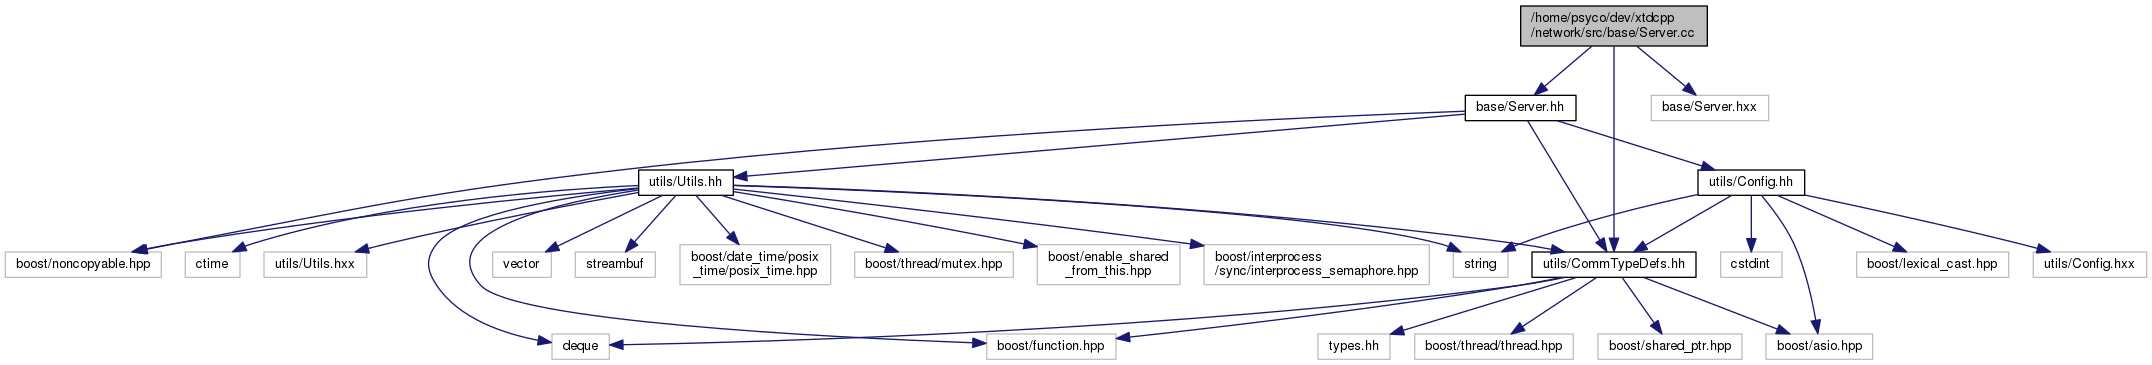 /home/psyco/dev/xtdcpp
/network/src/base/Server.cc
base/Server.hh
base/Server.hxx
utils/Utils.hh
utils/Config.hh
boost/noncopyable.hpp
ctime
utils/Utils.hxx
vector
streambuf
boost/date_time/posix
_time/posix_time.hpp
boost/thread/mutex.hpp
boost/enable_shared
_from_this.hpp
boost/interprocess
/sync/interprocess_semaphore.hpp
string
utils/CommTypeDefs.hh
cstdint
boost/lexical_cast.hpp
utils/Config.hxx
deque
boost/function.hpp
types.hh
boost/thread/thread.hpp
boost/shared_ptr.hpp
boost/asio.hpp